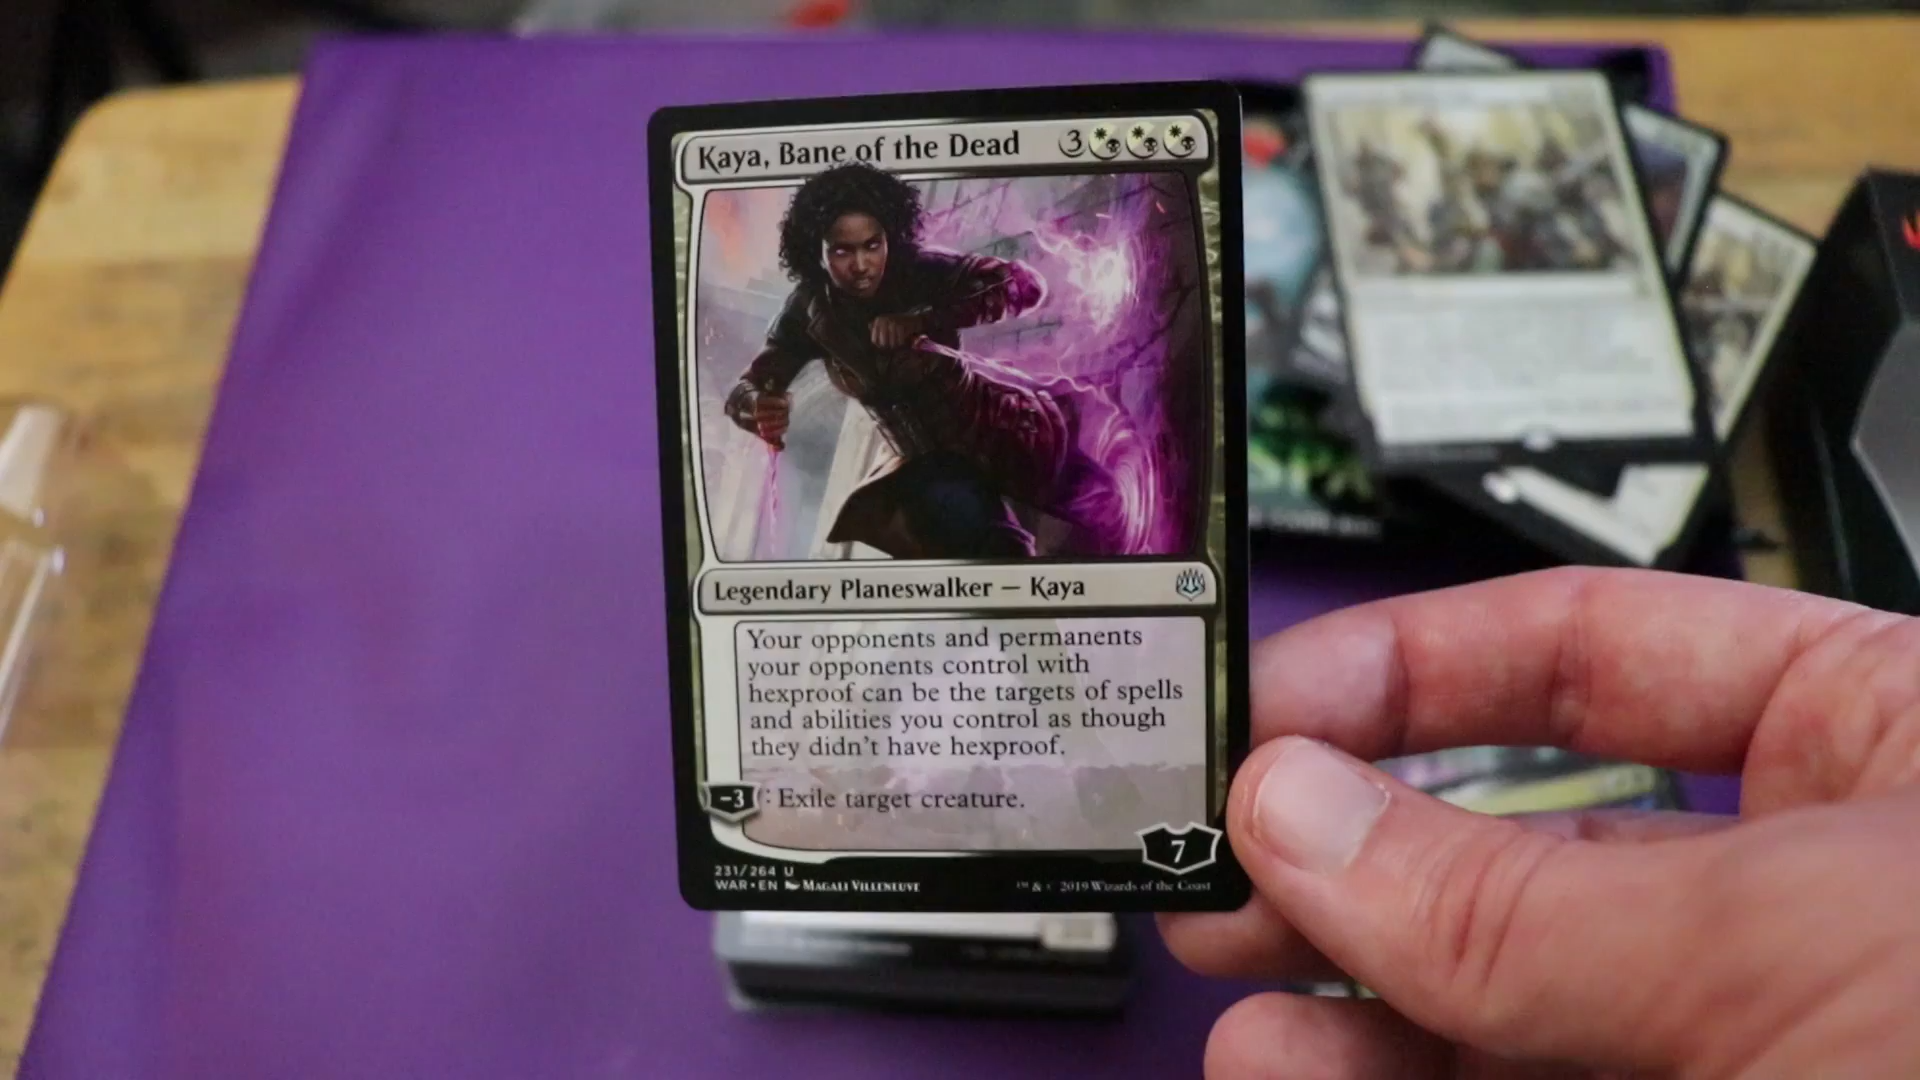 Kaya, Bane of the Dead 3
Legendary Planeswalker — Kaya
Your opponents and permanents
your opponents control with
hexproof can be the targets of spells
and abilities you control as though
they didn't have hexproof.
-3: Exile target creature.
7
231/264 U
WAR • EN Magali Villeneuve
™ & © 2019 Wizards of the Coast